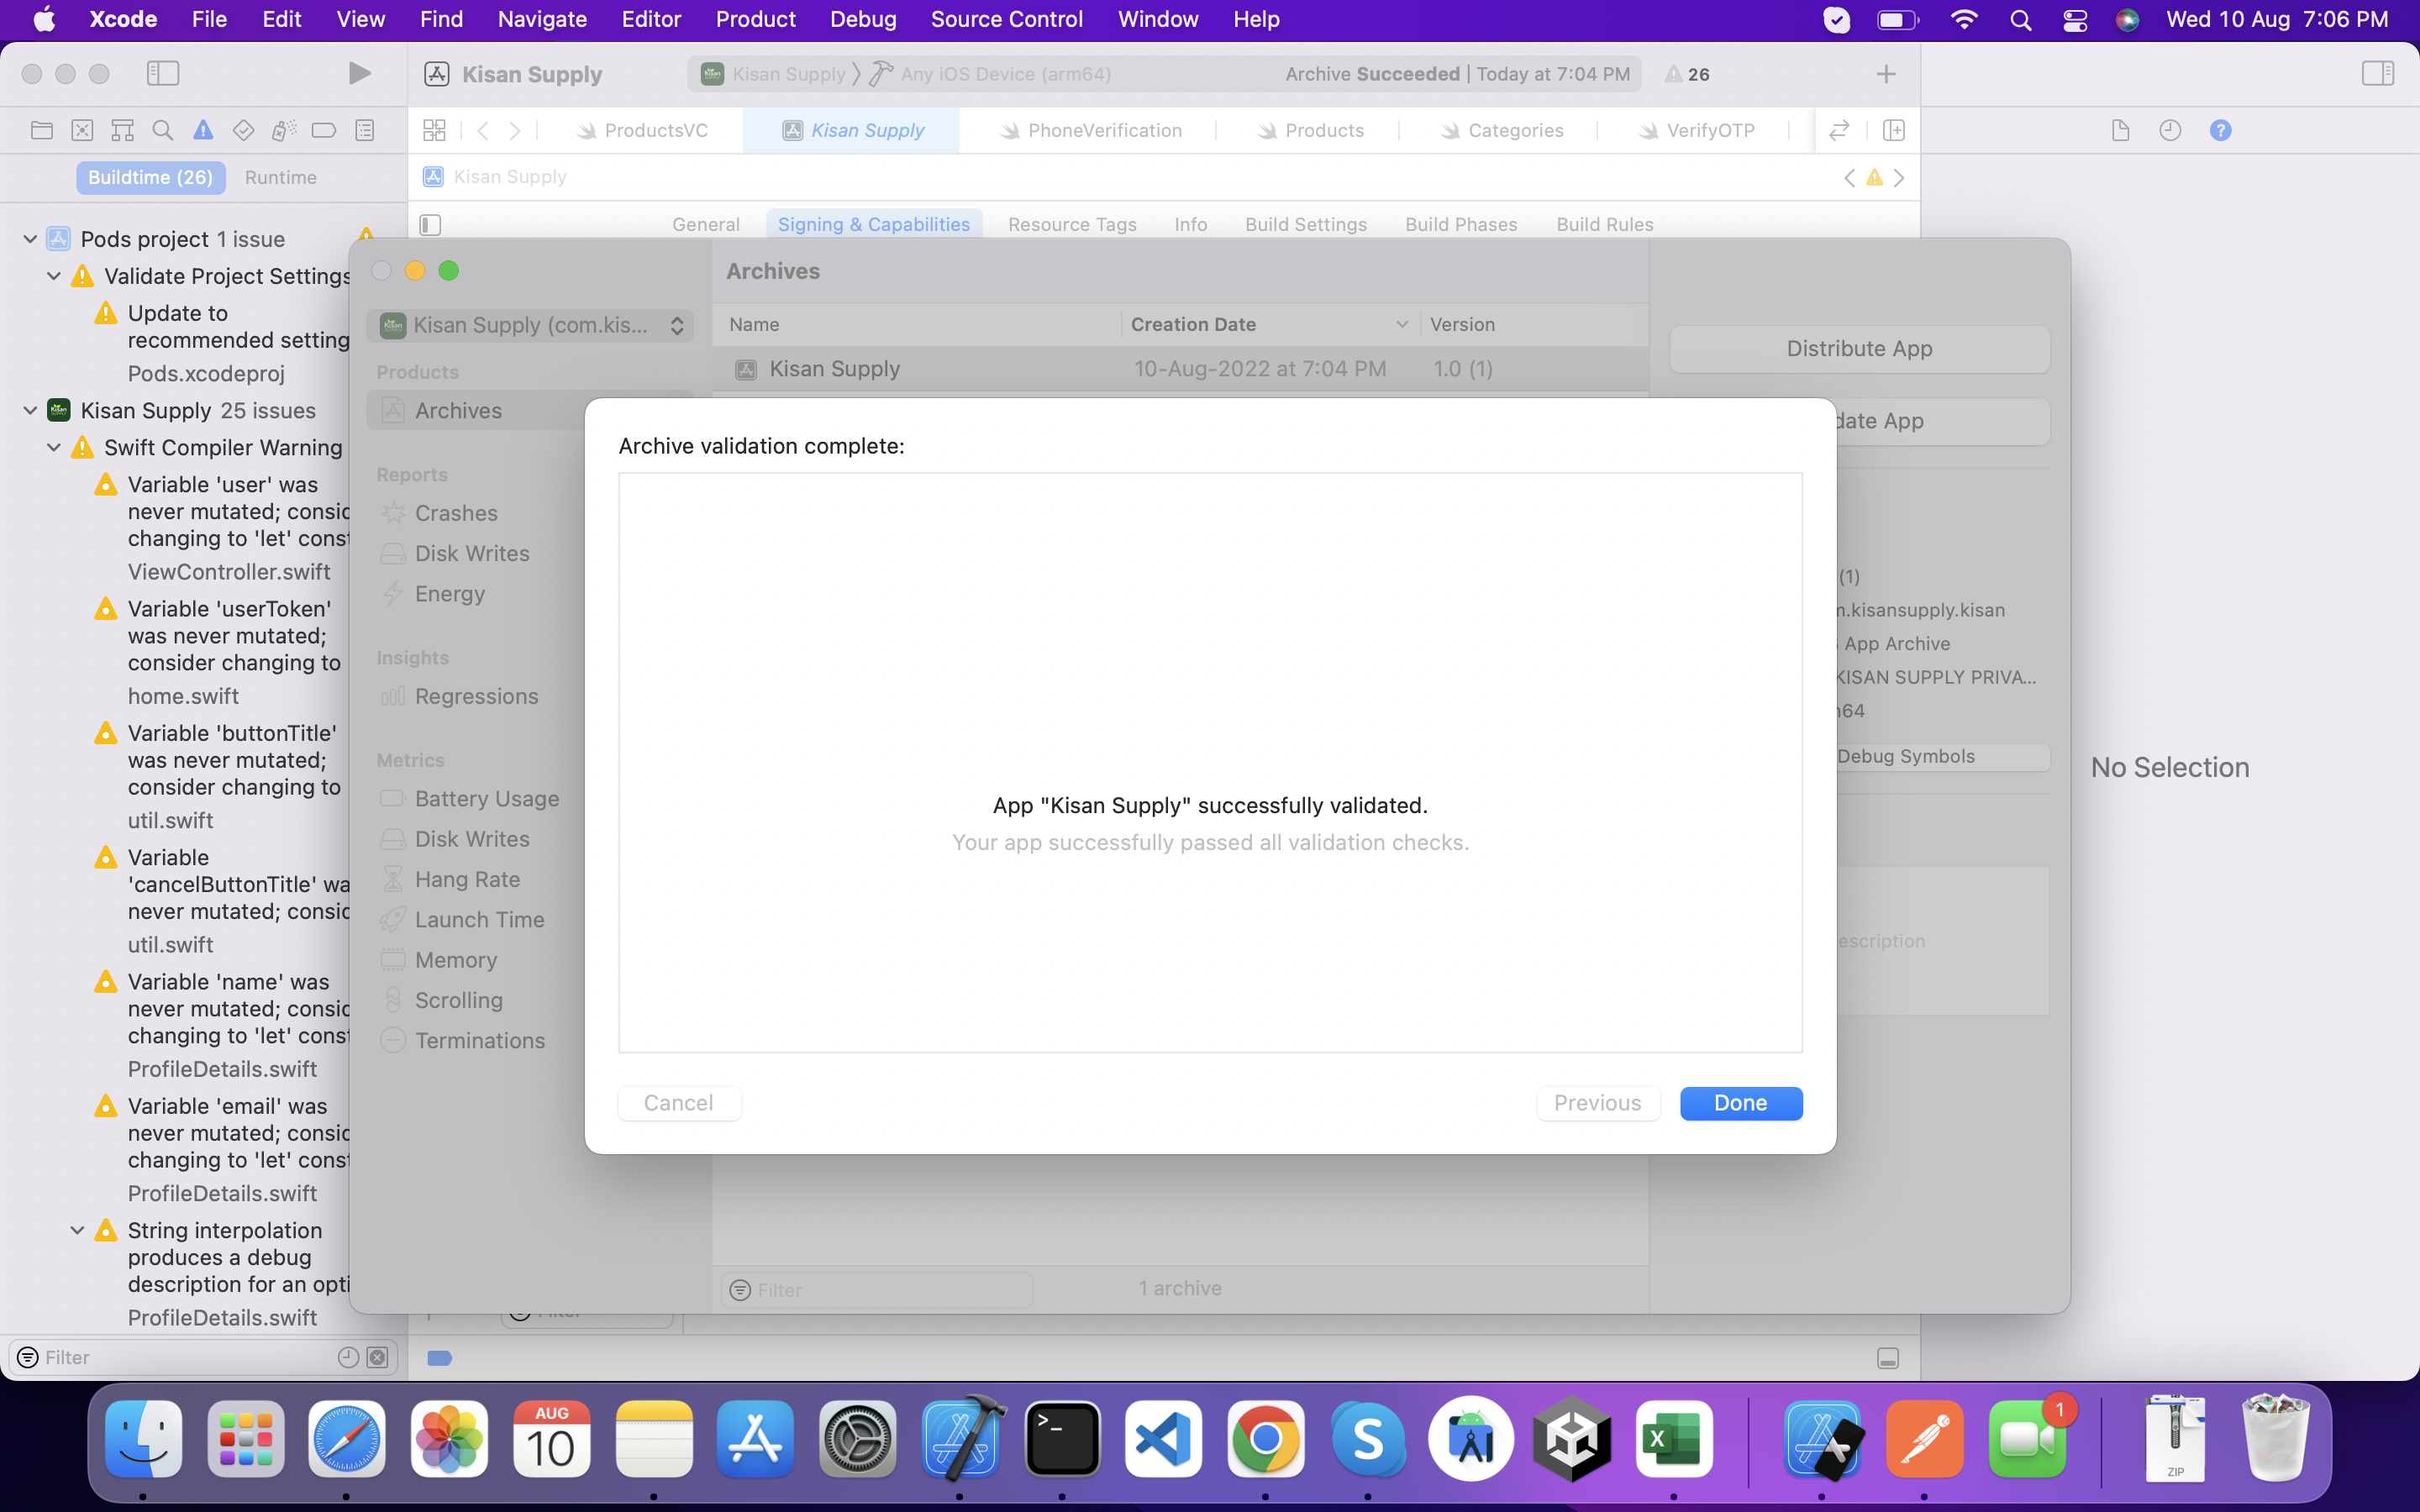 Xcode File Edit View Find Navigate Editor Product Debug Source Control Window Help Wed 10 Aug 7:06 PM
Kisan Supply Kisan Supply Any iOS Device (arm64) Archive Succeeded | Today at 7:04 PM 26
ProductsVC Kisan Supply PhoneVerification Products Categories VerifyOTP
Buildtime (26) Runtime
Kisan Supply
General Signing & Capabilities Resource Tags Info Build Settings Build Phases Build Rules
Pods project 1 issue
Validate Project Settings
Update to
recommended setting
Pods.xcodeproj
Kisan Supply 25 issues
Swift Compiler Warning
Variable 'user' was
never mutated; consid
changing to 'let' const
ViewController.swift
Variable 'userToken'
was never mutated;
consider changing to
home.swift
Variable 'buttonTitle'
was never mutated;
consider changing to
util.swift
Variable
'cancelButtonTitle' wa
never mutated; consid
util.swift
Variable 'name' was
never mutated; consid
changing to 'let' const
ProfileDetails.swift
Variable 'email' was
never mutated; consid
changing to 'let' const
ProfileDetails.swift
String interpolation
produces a debug
description for an opti
ProfileDetails.swift
Filter
Kisan Supply (com.kis...
Products
Archives
Reports
Crashes
Disk Writes
Energy
Insights
Regressions
Metrics
Battery Usage
Disk Writes
Hang Rate
Launch Time
Memory
Scrolling
Terminations
Archives
Name Creation Date Version
Kisan Supply 10-Aug-2022 at 7:04 PM 1.0 (1)
Filter 1 archive
Distribute App
date App
(1)
m.kisansupply.kisan
App Archive
KISAN SUPPLY PRIVA...
m64
Debug Symbols
escription
Archive validation complete:
App "Kisan Supply" successfully validated.
Your app successfully passed all validation checks.
Cancel Previous Done
No Selection
AUG
10
1
ZIP